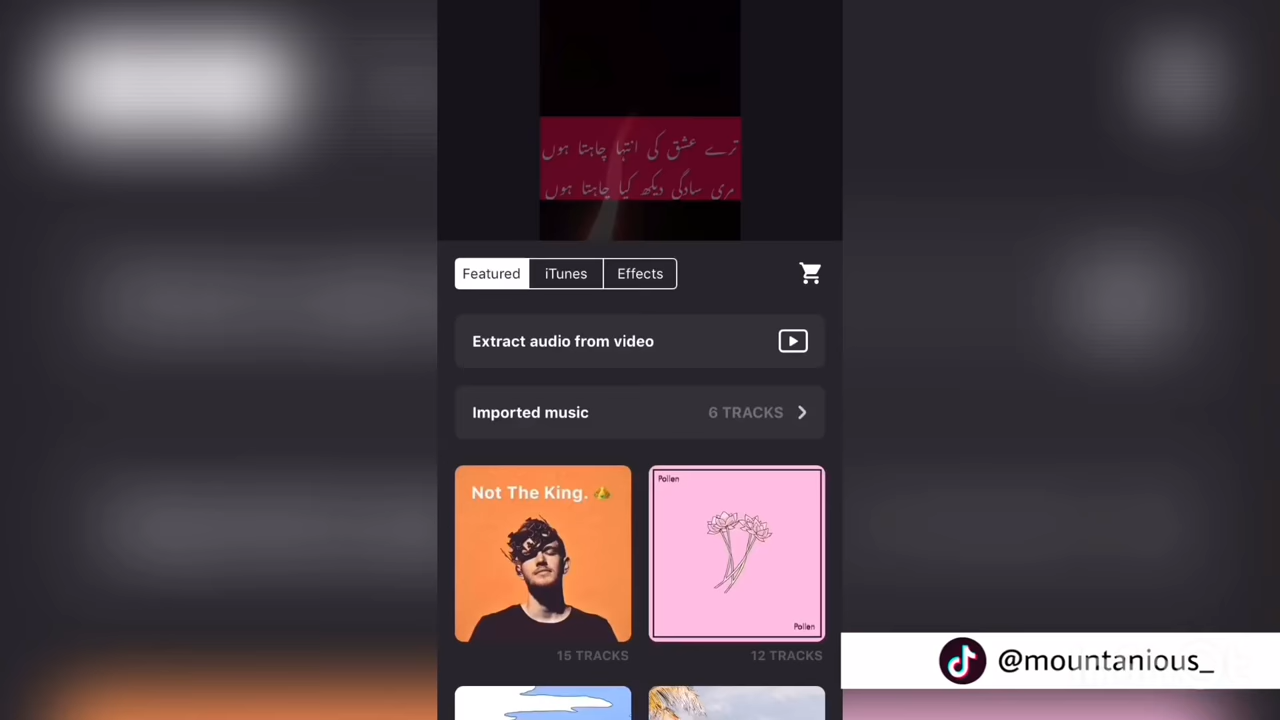 ترے عشق کی انتہا چاہتا ہوں
مری سادگی دیکھ کیا چاہتا ہوں
Featured
iTunes
Effects
Extract audio from video
Imported music
6 TRACKS
Not The King.
Pollen
Pollen
15 TRACKS
12 TRACKS
@mountanious_